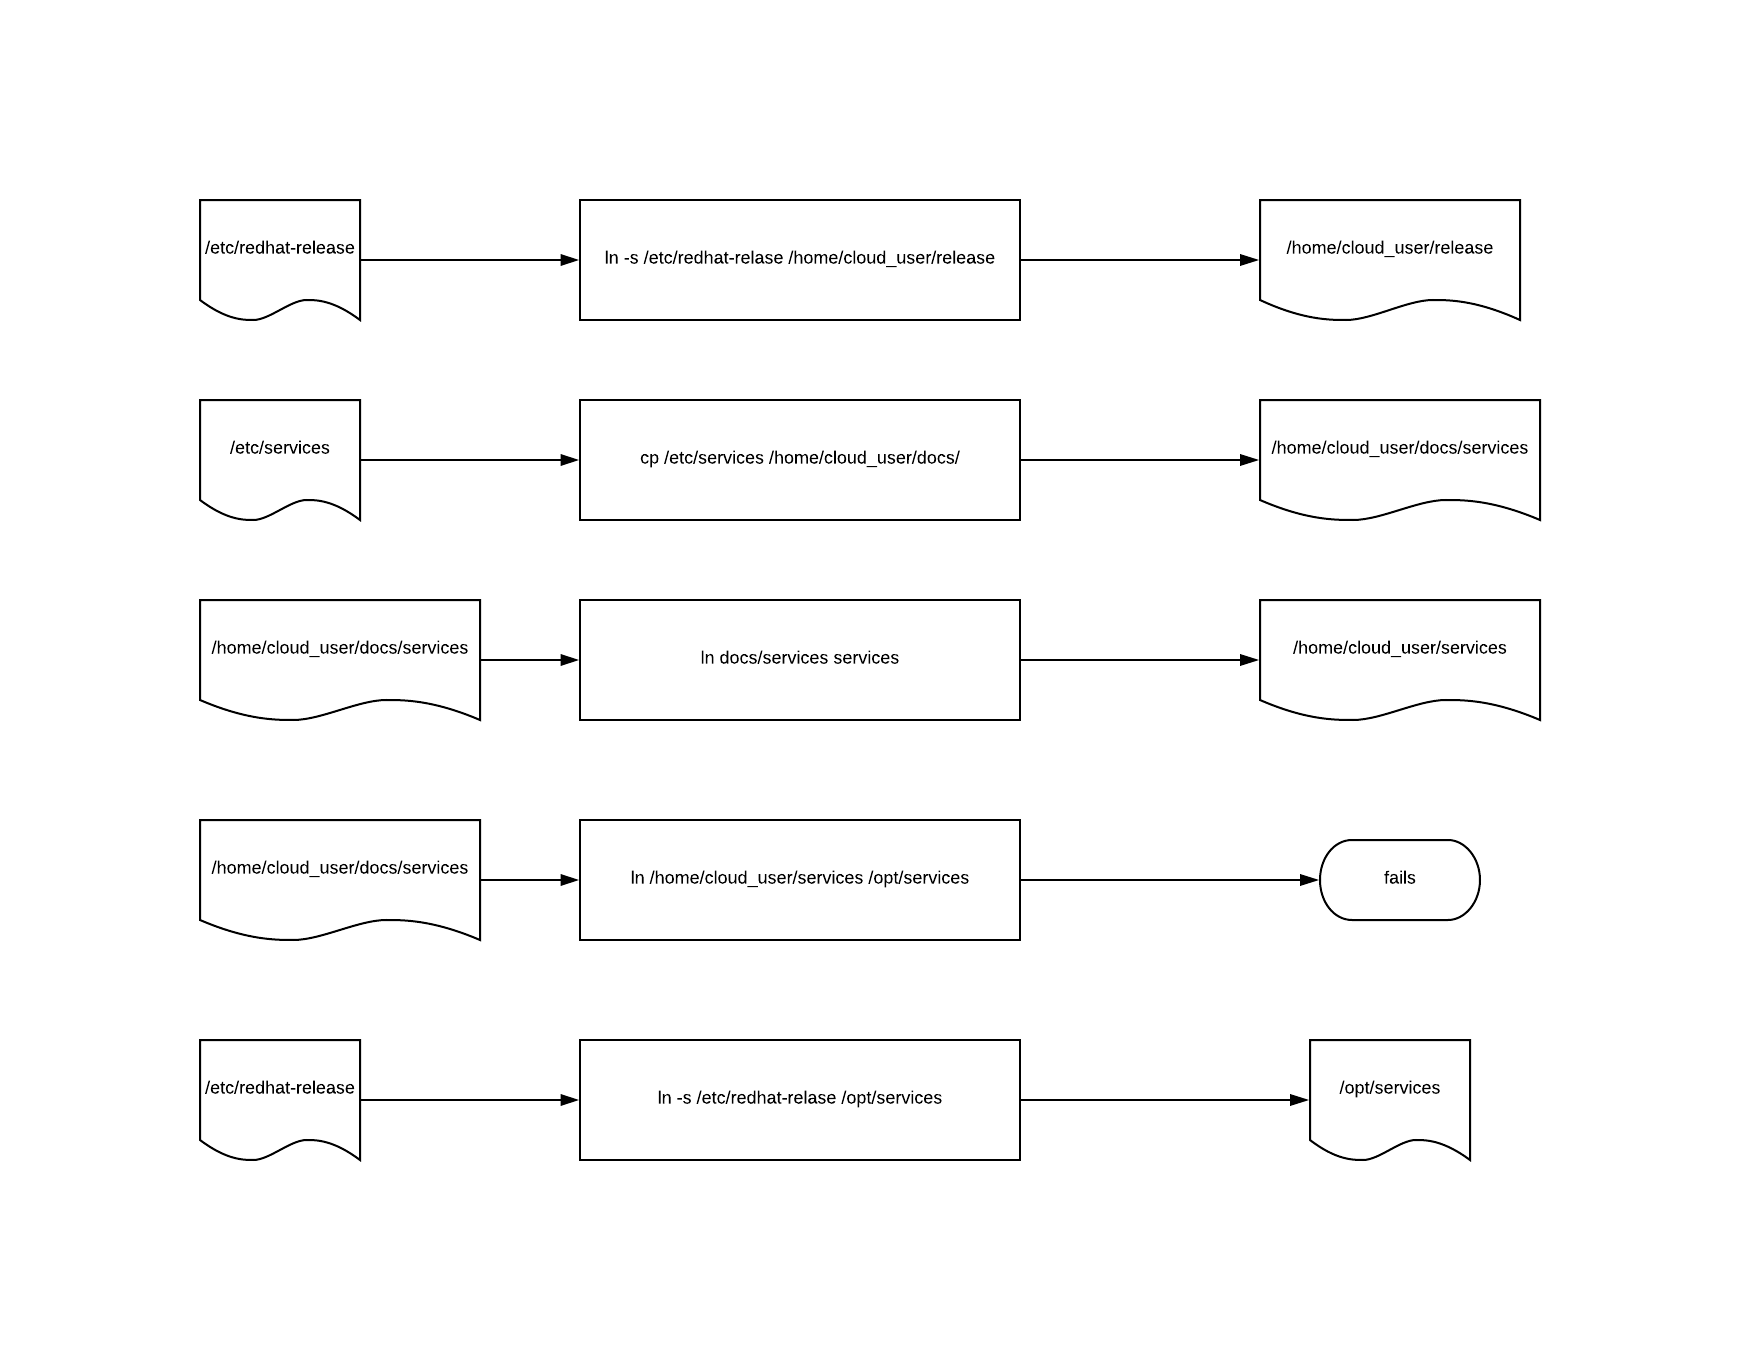 /etc/redhat-release
ln -s /etc/redhat-relase /home/cloud_user/release
/home/cloud_user/release
/etc/services
cp /etc/services /home/cloud_user/docs/
/home/cloud_user/docs/services
/home/cloud_user/docs/services
ln docs/services services
/home/cloud_user/services
/home/cloud_user/docs/services
ln /home/cloud_user/services /opt/services
fails
/etc/redhat-release
ln -s /etc/redhat-relase /opt/services
/opt/services